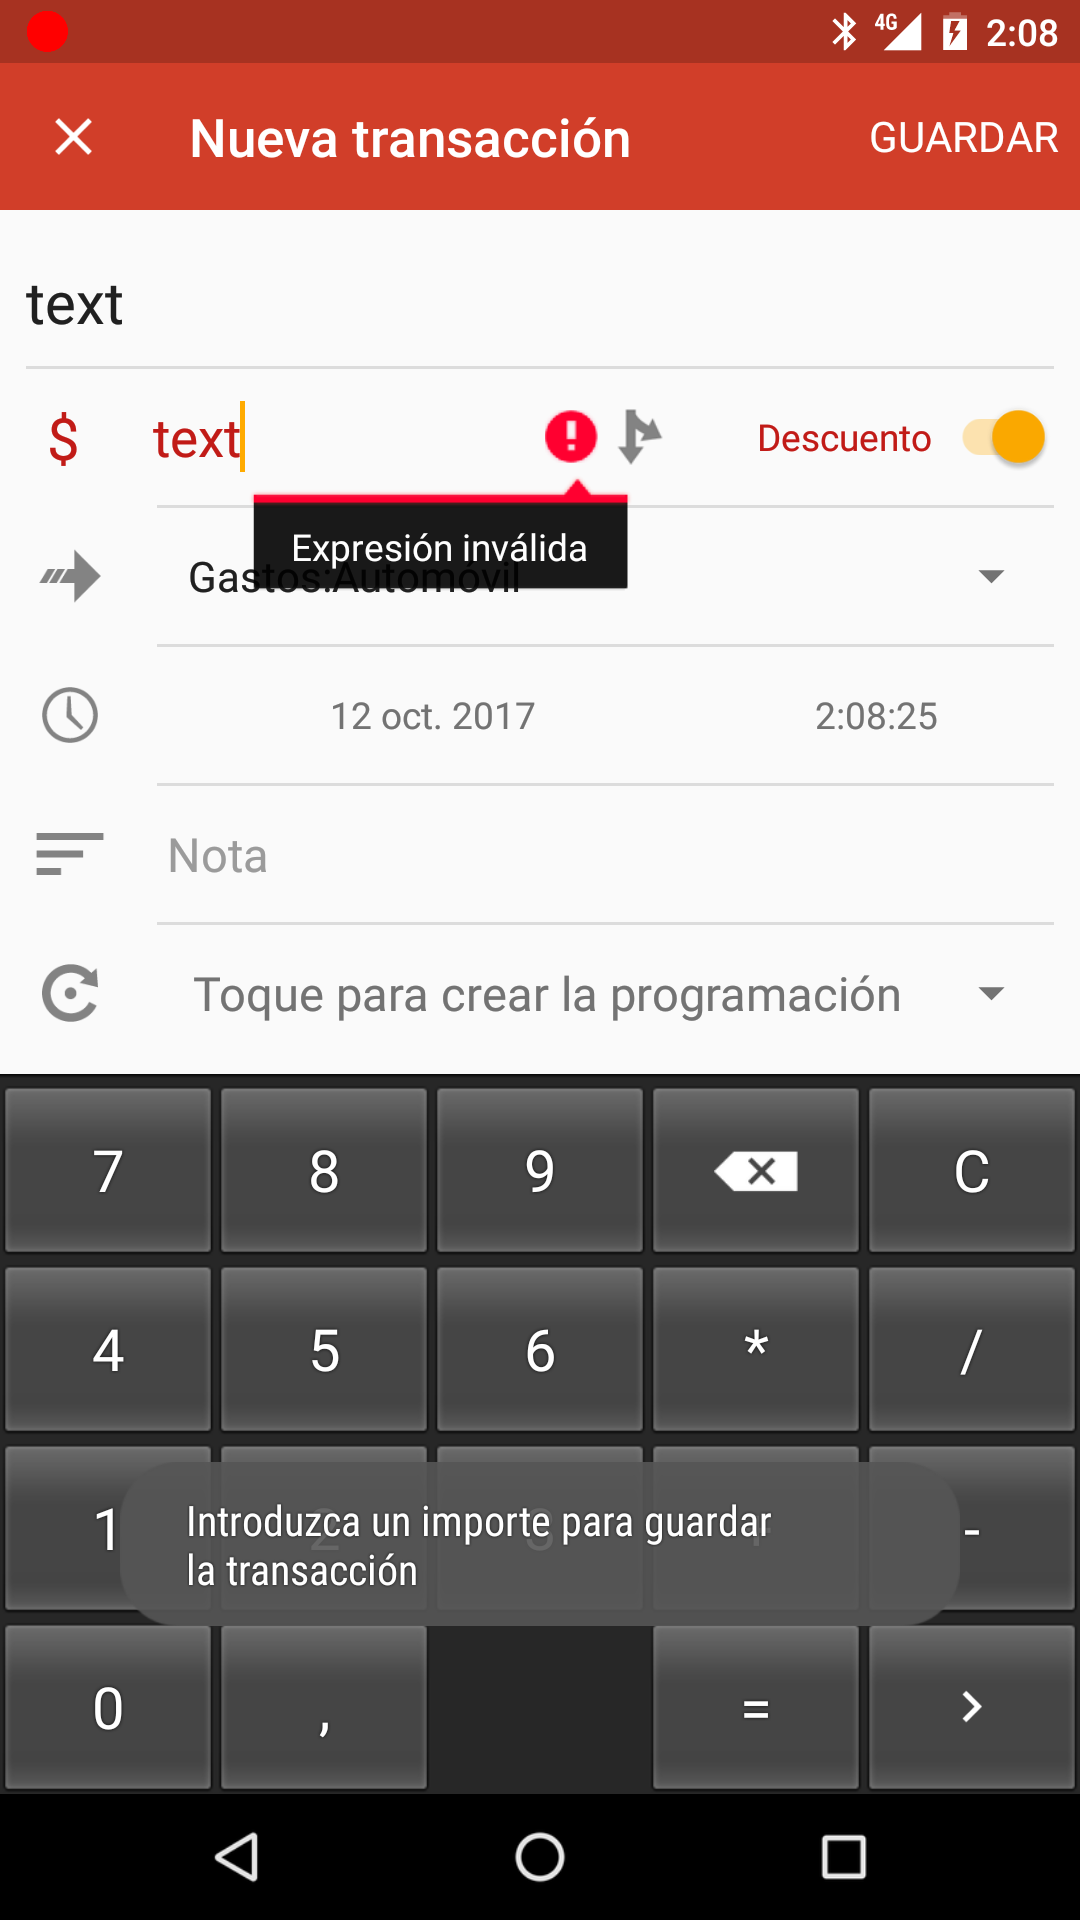 4G 2:08
Nueva transacción GUARDAR
text
$ text Descuento
Expresión inválida
Gastos:Automóvil
12 oct. 2017 2:08:25
Nota
Toque para crear la programación
7 8 9 C
4 5 6 * /
1 2 3 + -
Introduzca un importe para guardar
la transacción
0 , = >